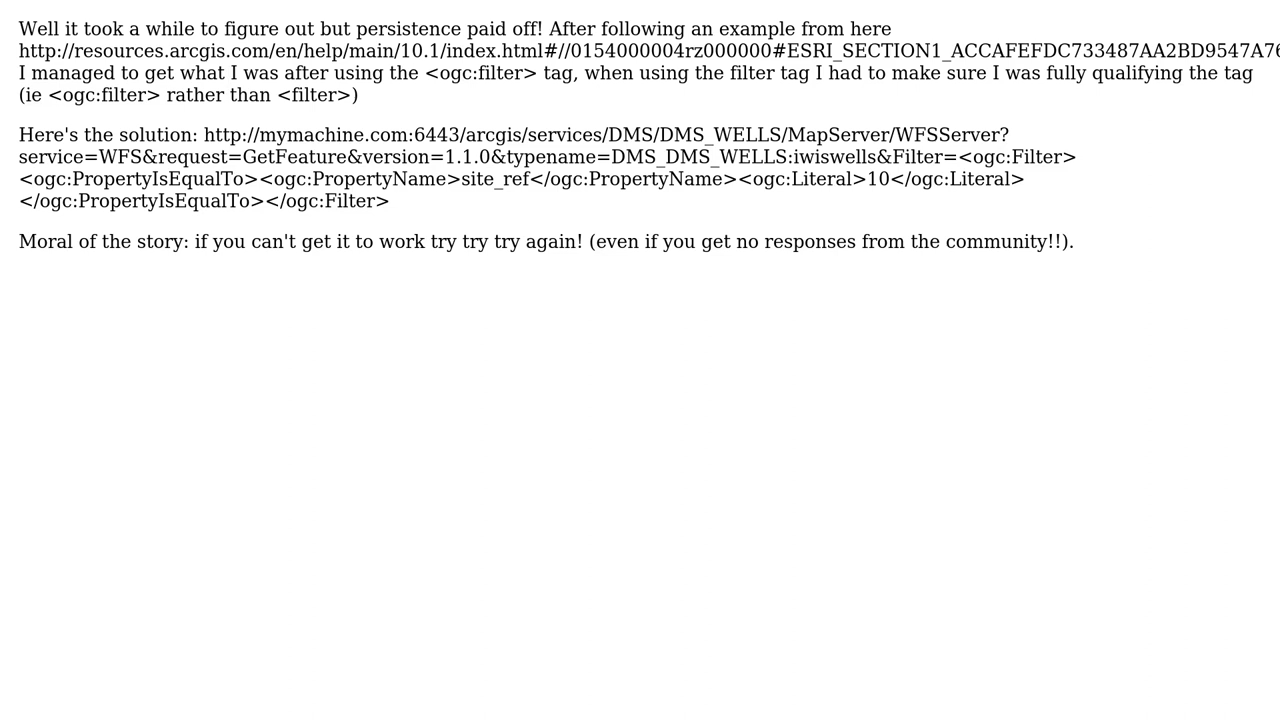 Well it took a while to figure out but persistence paid off! After following an example from here
http://resources.arcgis.com/en/help/main/10.1/index.html#//0154000004rz000000#ESRI_SECTION1_ACCAFEFDC733487AA2BD9547A76
I managed to get what I was after using the <ogc:filter> tag, when using the filter tag I had to make sure I was fully qualifying the tag
(ie <ogc:filter> rather than <filter>)
Here's the solution: http://mymachine.com:6443/arcgis/services/DMS/DMS_WELLS/MapServer/WFSServer?
service=WFS&request=GetFeature&version=1.1.0&typename=DMS_DMS_WELLS:iwiswells&Filter=<ogc:Filter>
<ogc:PropertyIsEqualTo><ogc:PropertyName>site_ref</ogc:PropertyName><ogc:Literal>10</ogc:Literal>
</ogc:PropertyIsEqualTo></ogc:Filter>
Moral of the story: if you can't get it to work try try try again! (even if you get no responses from the community!!).